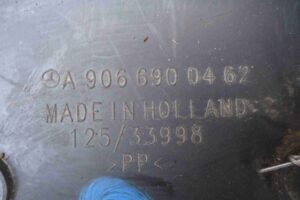 A 906 690 04 62
MADE IN HOLLAND
125/33998
>PP<